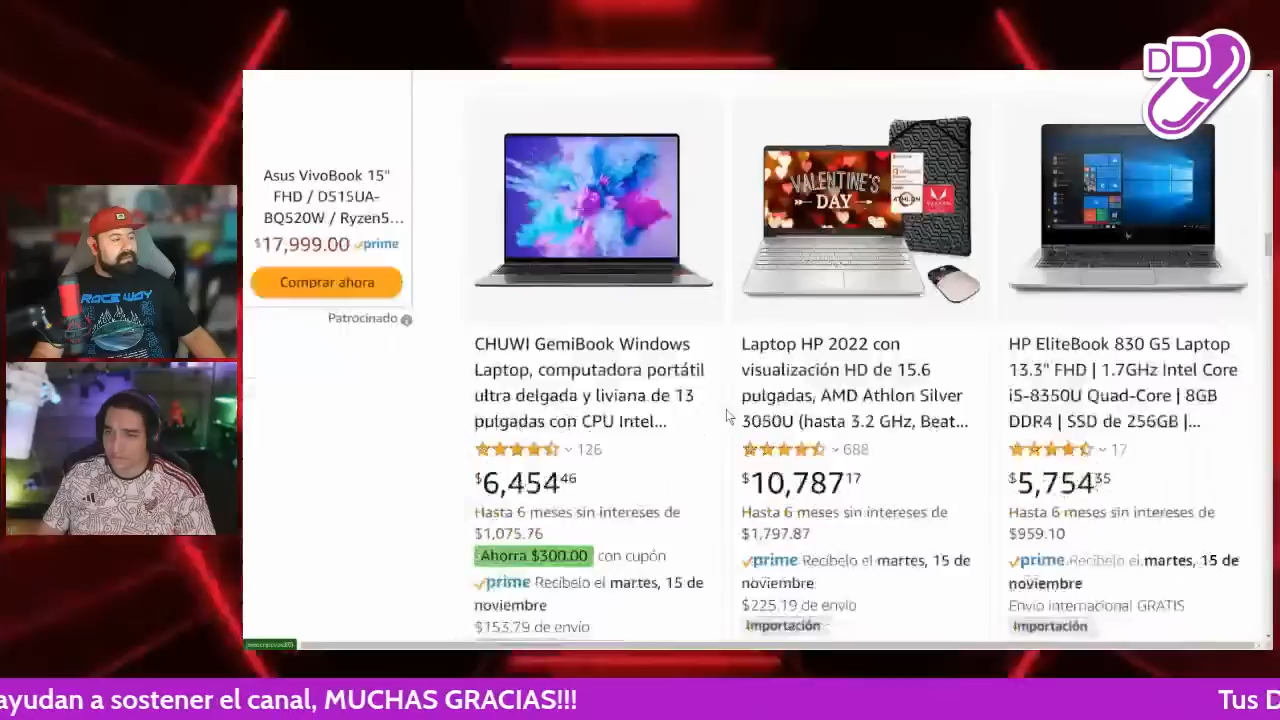 DD
Asus VivoBook 15"
FHD / D515UA-
BQ520W / Ryzen5...
$17,999.00 prime
Comprar ahora
Patrocinado
VALENTINE'S
DAY
ATHLON
RACE WAY
CHUWI GemiBook Windows
Laptop, computadora portátil
ultra delgada y liviana de 13
pulgadas con CPU Intel...
126
$6,454.46
Hasta 6 meses sin intereses de
$1,075.76
Ahorra $300.00 con cupón
prime Recíbelo el martes, 15 de
noviembre
$153.79 de envío
Laptop HP 2022 con
visualización HD de 15.6
pulgadas, AMD Athlon Silver
3050U (hasta 3.2 GHz, Beat...
688
$10,787.17
Hasta 6 meses sin intereses de
$1,797.87
prime Recíbelo el martes, 15 de
noviembre
$225.19 de envío
Importación
HP EliteBook 830 G5 Laptop
13.3" FHD | 1.7GHz Intel Core
i5-8350U Quad-Core | 8GB
DDR4 | SSD de 256GB |...
17
$5,754.35
Hasta 6 meses sin intereses de
$959.10
prime Recíbelo el martes, 15 de
noviembre
Envío internacional GRATIS
Importación
ayudan a sostener el canal, MUCHAS GRACIAS!!!
Tus D